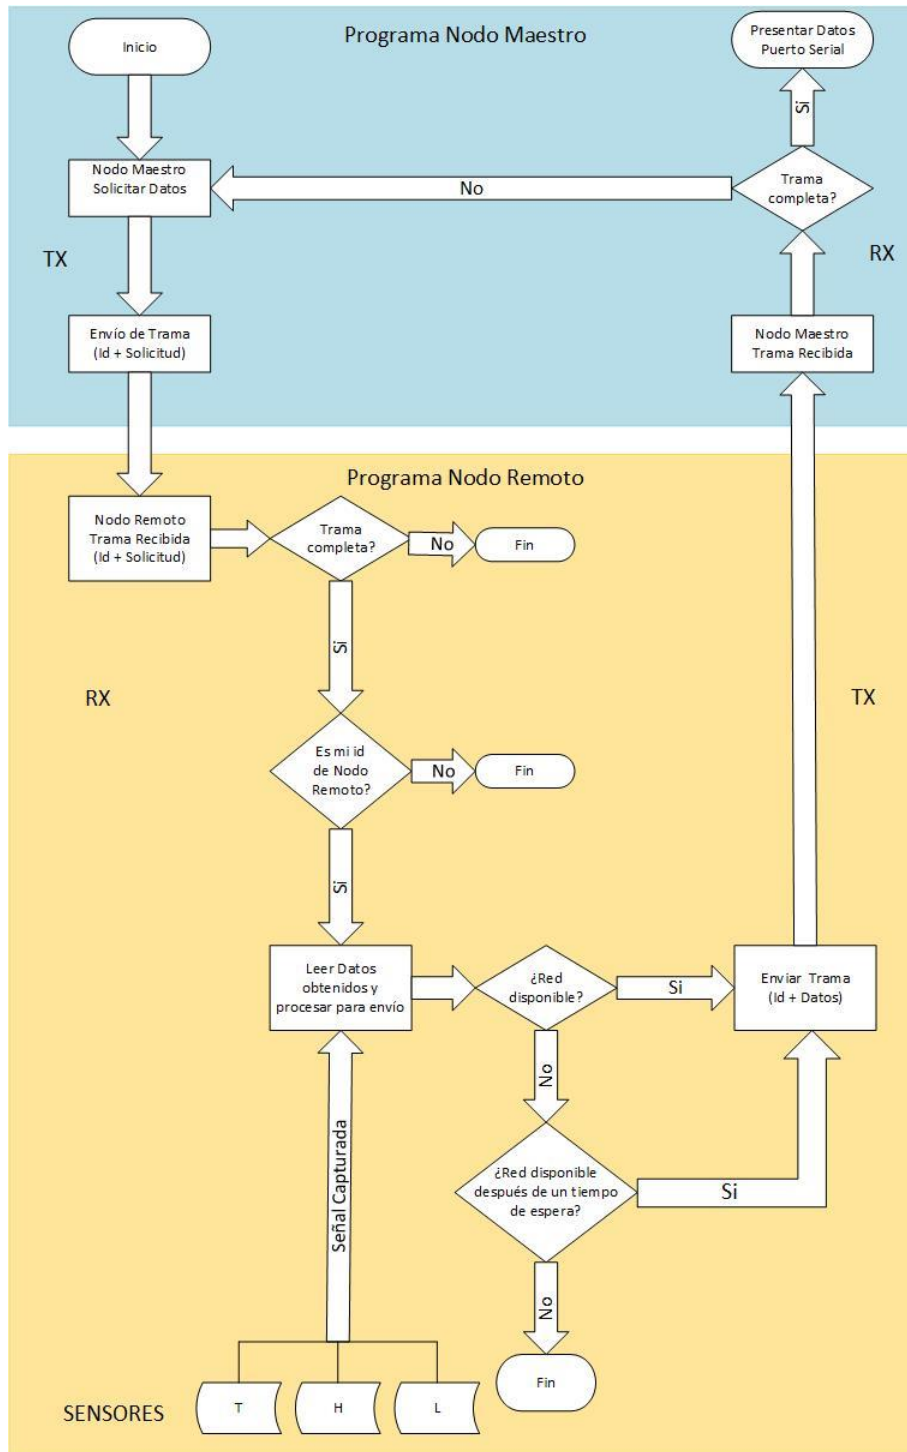 Programa Nodo Maestro
Inicio
Presentar Datos
Puerto Serial
Si
Nodo Maestro
Solicitar Datos
No
Trama
completa?
TX
RX
Envío de Trama
(Id + Solicitud)
Nodo Maestro
Trama Recibida
Programa Nodo Remoto
Nodo Remoto
Trama Recibida
(Id + Solicitud)
Trama
completa?
No
Fin
Si
RX
TX
Es mi id
de Nodo
Remoto?
No
Fin
Si
Leer Datos
obtenidos y
procesar para envío
¿Red
disponible?
Si
Enviar Trama
(Id + Datos)
No
Señal Capturada
¿Red disponible
después de un tiempo
de espera?
Si
No
Fin
SENSORES
T
H
L